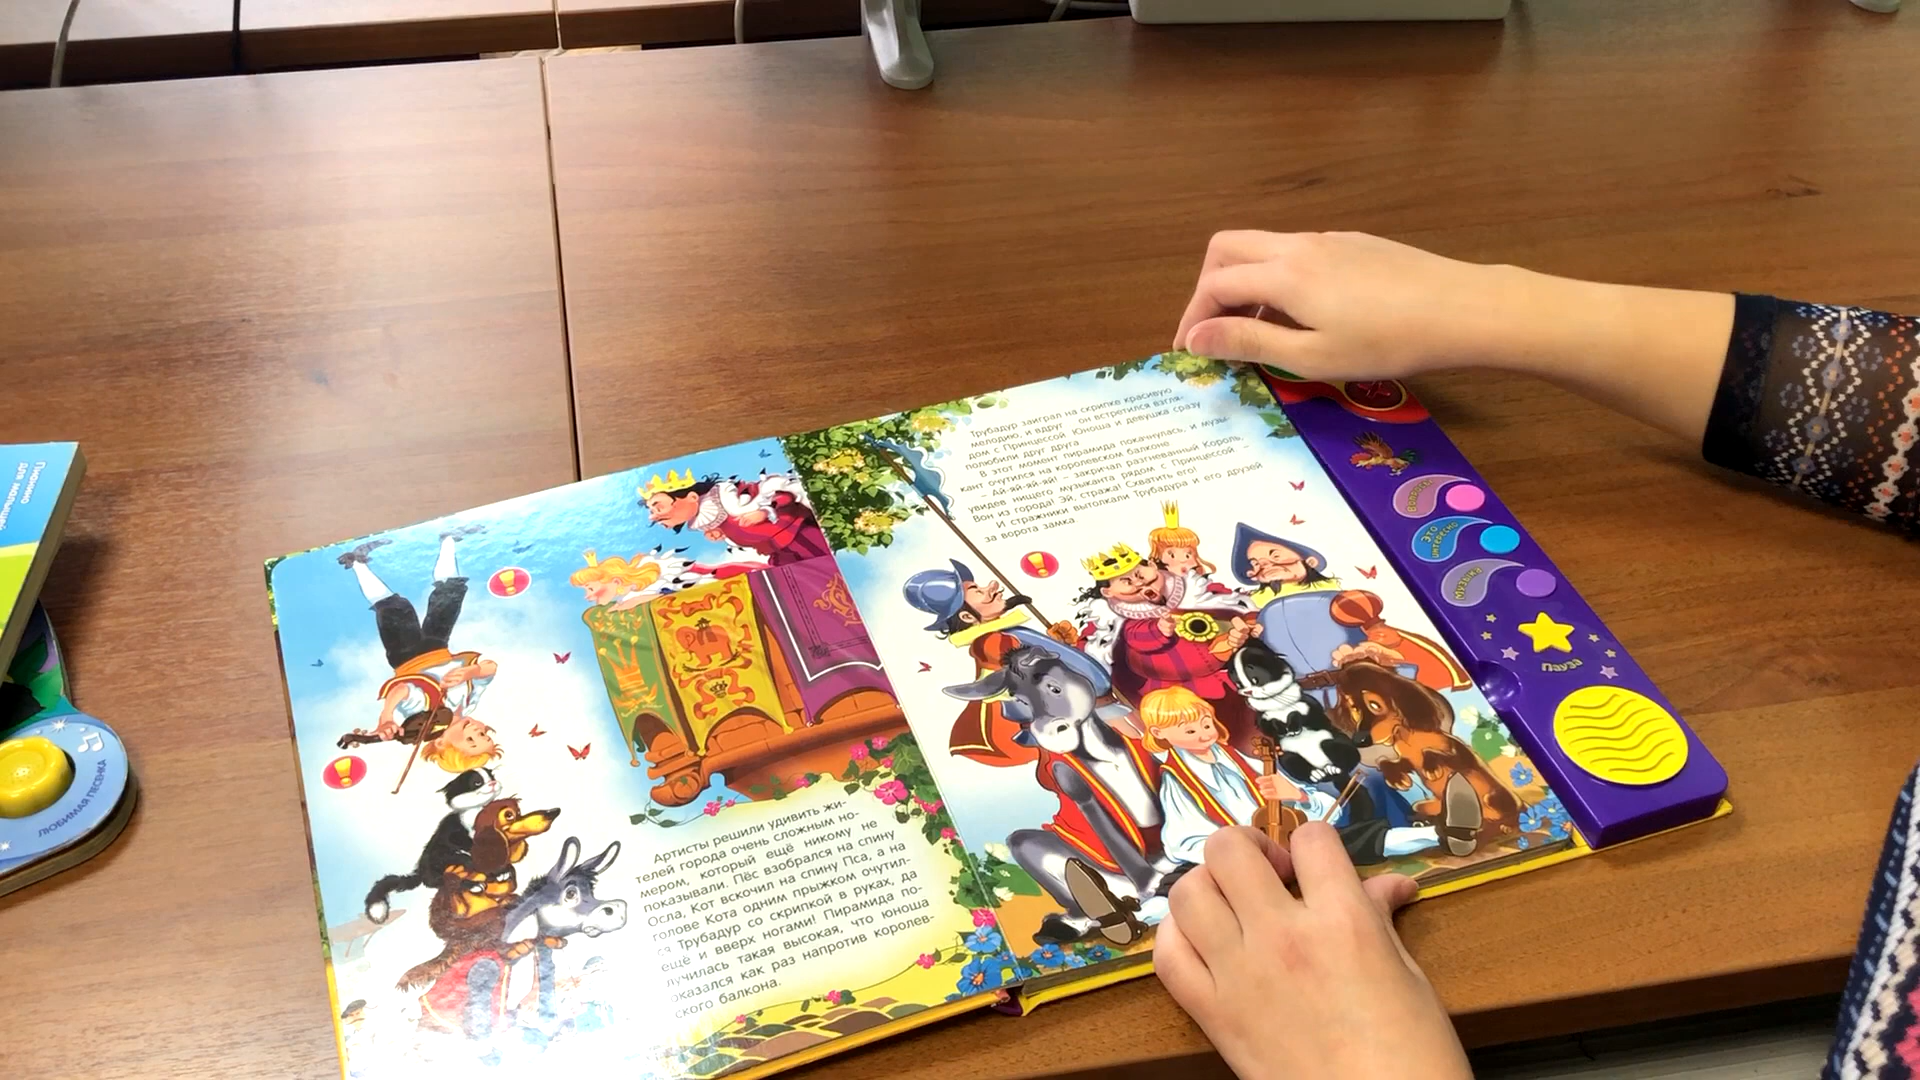 Пианино
для малышей
ЛЮБИМАЯ ПЕСЕНКА
Артисты решили удивить жи-
телей города очень сложным но-
мером, который ещё никому не
показывали. Пёс взобрался на спину
Осла, Кот вскочил на спину Пса, а на
голове Кота одним прыжком очутил-
ся Трубадур со скрипкой в руках, да
ещё и вверх ногами! Пирамида по-
лучилась такая высокая, что юноша
оказался как раз напротив королев-
ского балкона.
Трубадур заиграл на скрипке красивую
мелодию, и вдруг он встретился взгля-
дом с Принцессой. Юноша и девушка сразу
полюбили друг друга.
В этот момент пирамида покачнулась, и музы-
кант очутился на королевском балконе.
– Ай-яй-яй-яй! – закричал разгневанный Король,
увидев нищего музыканта рядом с Принцессой. –
Вон из города! Эй, стража! Схватить его!
И стражники вытолкали Трубадура и его друзей
за ворота замка.
Это
интересно
Музыка
Пауза